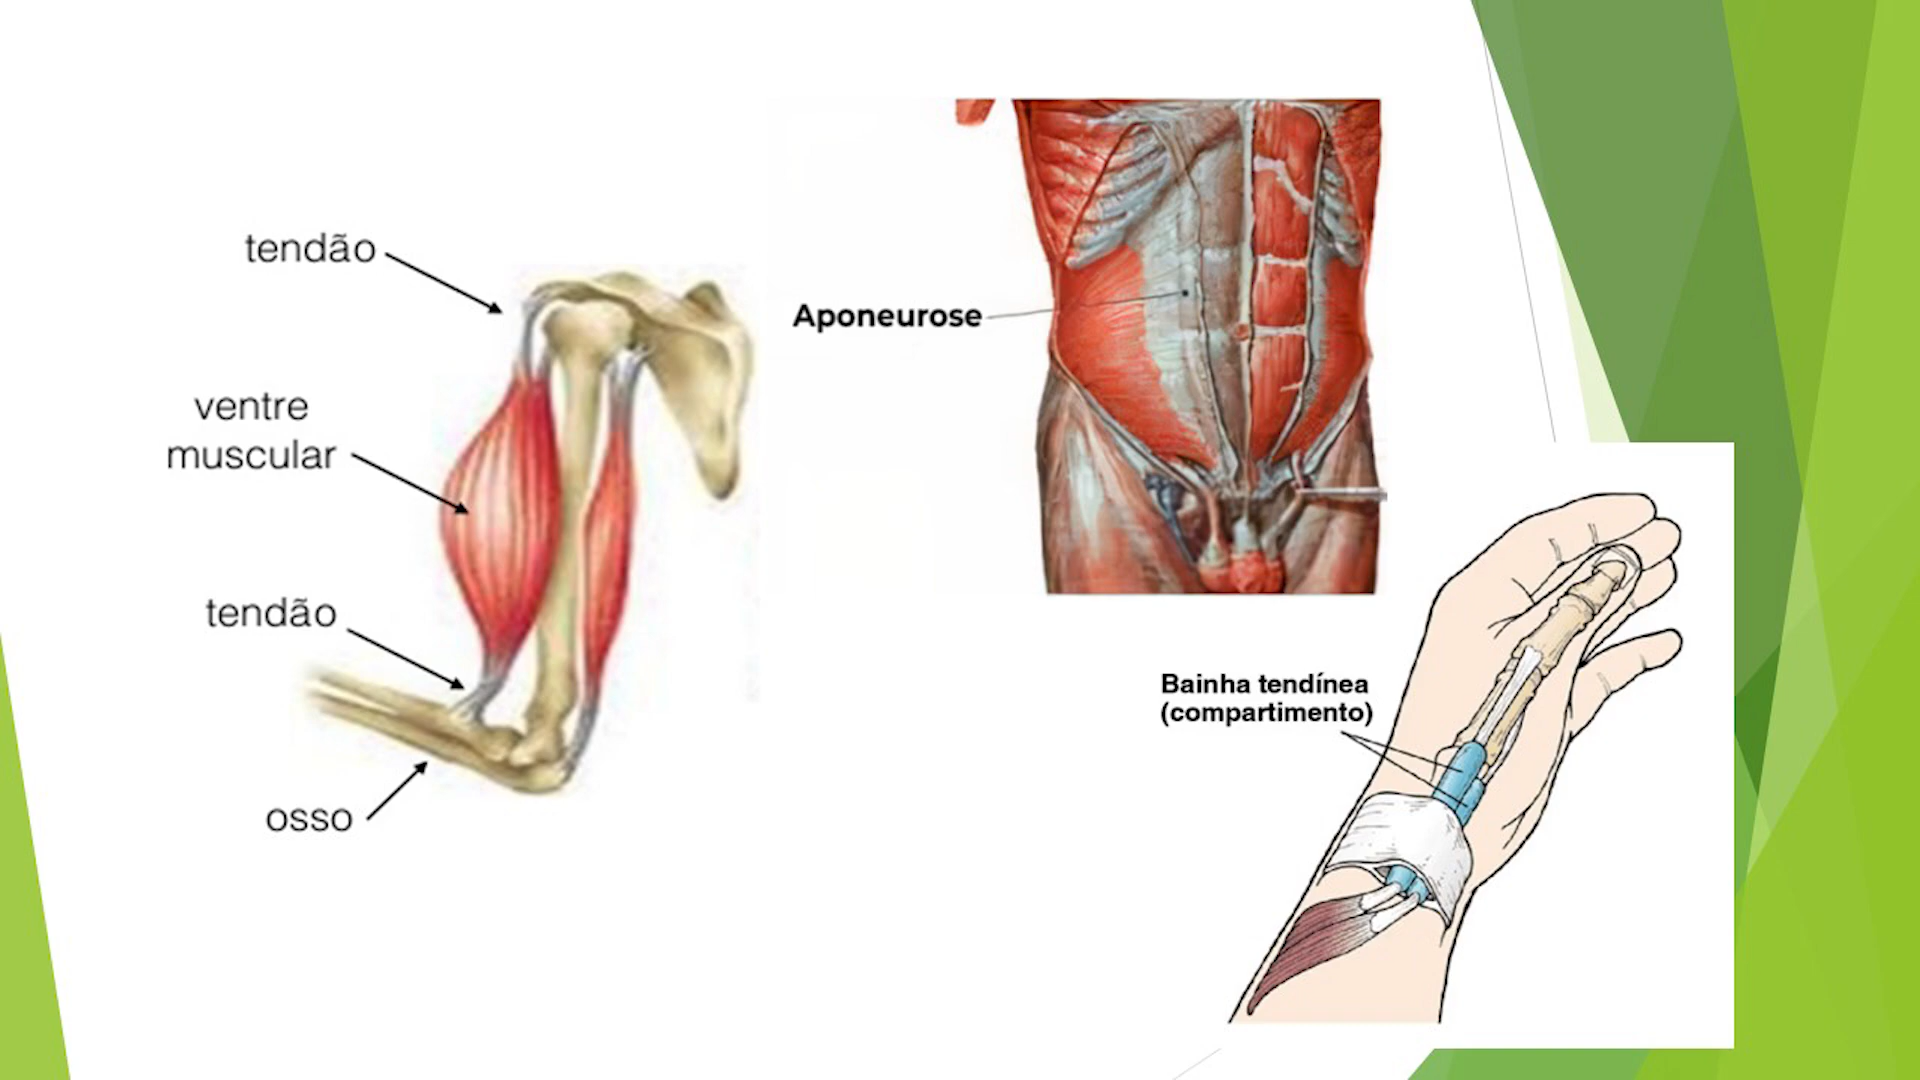 tendão
ventre
muscular
tendão
osso
Aponeurose
Bainha tendínea
(compartimento)